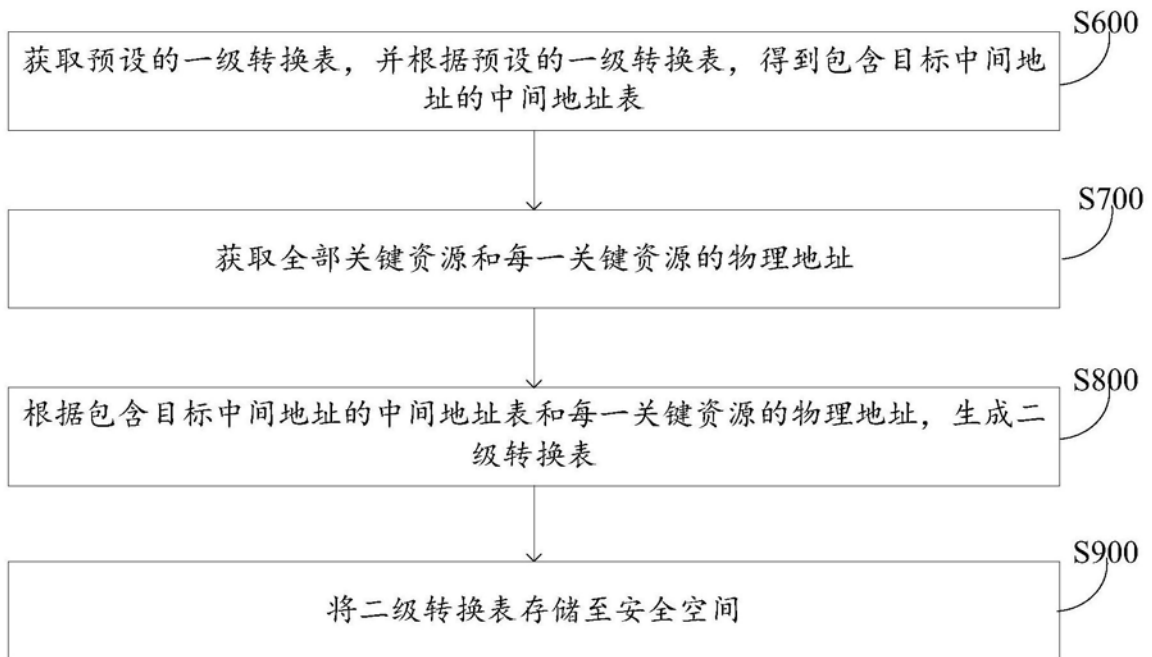 S600
获取预设的一级转换表，并根据预设的一级转换表，得到包含目标中间地
址的中间地址表
S700
获取全部关键资源和每一关键资源的物理地址
S800
根据包含目标中间地址的中间地址表和每一关键资源的物理地址，生成二
级转换表
S900
将二级转换表存储至安全空间